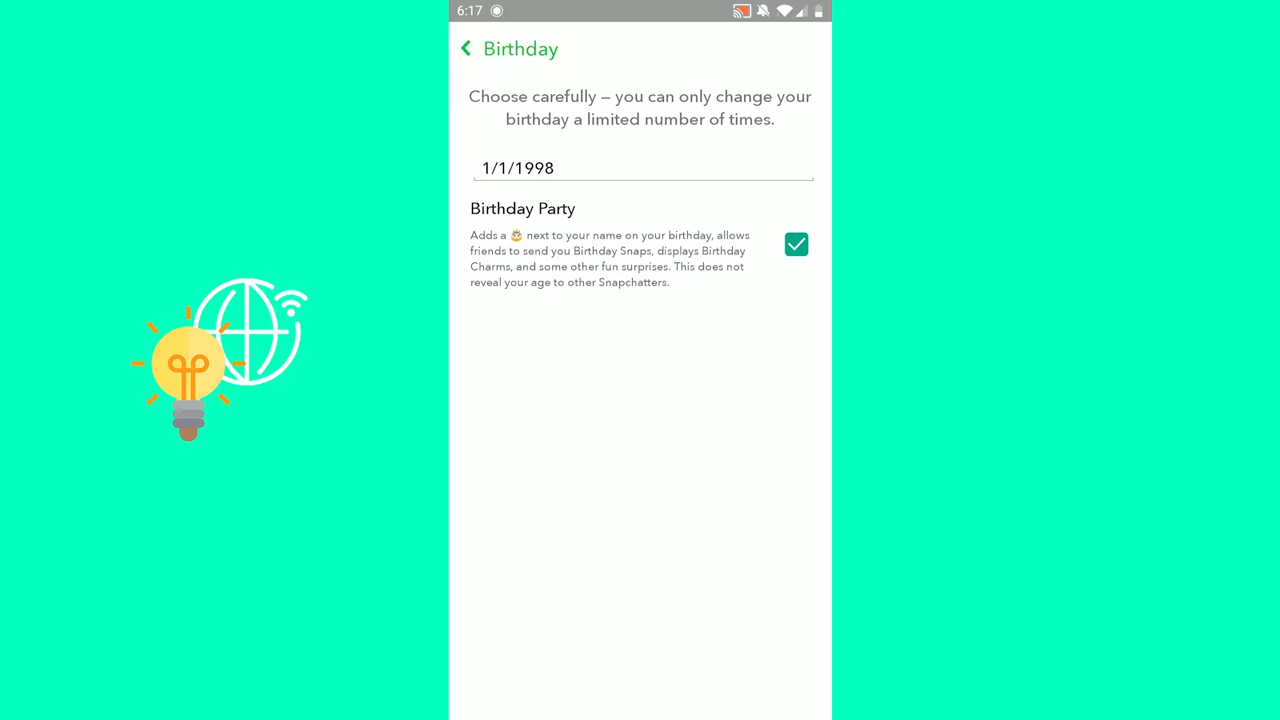 6:17
Birthday
Choose carefully – you can only change your
birthday a limited number of times.
1/1/1998
Birthday Party
Adds a 🎂 next to your name on your birthday, allows
friends to send you Birthday Snaps, displays Birthday
Charms, and some other fun surprises. This does not
reveal your age to other Snapchatters.